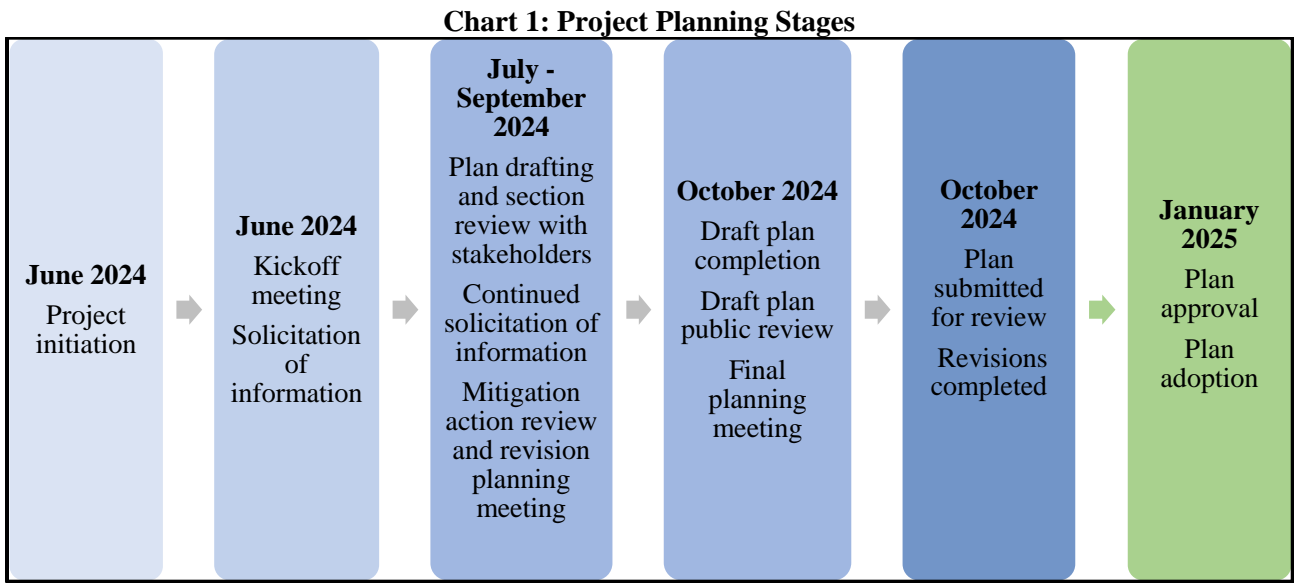 Chart 1: Project Planning Stages
June 2024
Project
initiation
June 2024
Kickoff
meeting
Solicitation
of
information
July -
September
2024
Plan drafting
and section
review with
stakeholders
Continued
solicitation of
information
Mitigation
action review
and revision
planning
meeting
October 2024
Draft plan
completion
Draft plan
public review
Final
planning
meeting
October
2024
Plan
submitted
for review
Revisions
completed
January
2025
Plan
approval
Plan
adoption